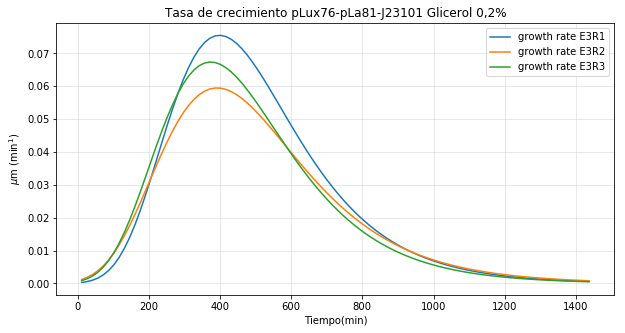 Tasa de crecimiento pLux76-pLa81-J23101 Glicerol 0,2%
growth rate E3R1
growth rate E3R2
growth rate E3R3
μm (min¹)
0.07
0.06
0.05
0.04
0.03
0.02
0.01
0.00
0 200 400 600 800 1000 1200 1400
Tiempo(min)